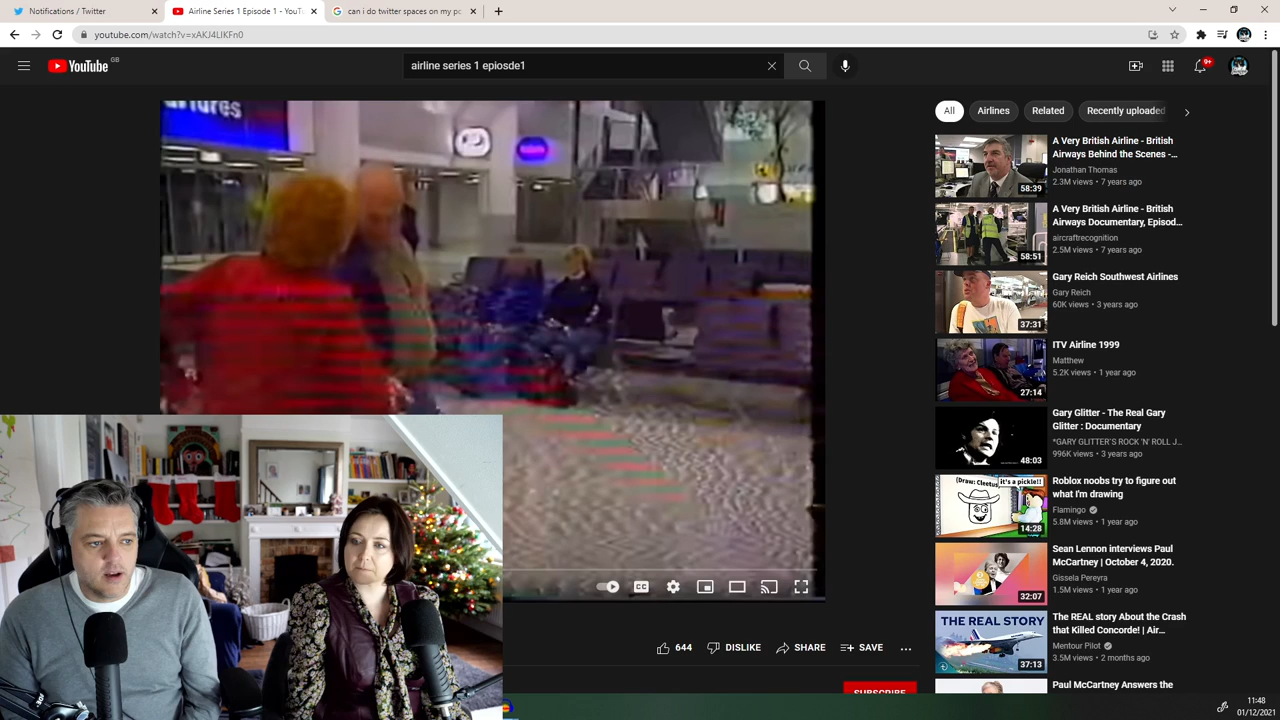 Notifications / Twitter
Airline Series 1 Episode 1 - YouT
can i do twitter spaces on my pc
youtube.com/watch?v=xAKJ4LlKFn0
YouTube GB
airline series 1 epiosde1
9+
All
Airlines
Related
Recently uploaded
A Very British Airline - British
Airways Behind the Scenes -...
Jonathan Thomas
2.3M views • 7 years ago
58:39
A Very British Airline - British
Airways Documentary, Episod...
aircraftrecognition
2.5M views • 7 years ago
58:51
Gary Reich Southwest Airlines
Gary Reich
60K views • 3 years ago
37:31
ITV Airline 1999
Matthew
5.2K views • 1 year ago
27:14
Gary Glitter - The Real Gary
Glitter : Documentary
*GARY GLITTER'S ROCK 'N' ROLL J...
996K views • 3 years ago
48:03
(Draw: Cleetus
it's a pickle!!
Roblox noobs try to figure out
what I'm drawing
Flamingo
5.8M views • 1 year ago
14:28
Sean Lennon interviews Paul
McCartney | October 4, 2020.
Gissela Pereyra
1.5M views • 1 year ago
32:07
THE REAL STORY
The REAL story About the Crash
that Killed Concorde! | Air...
Mentour Pilot
3.5M views • 2 months ago
37:13
Paul McCartney Answers the
CC
644
DISLIKE
SHARE
SAVE
SUBSCRIBE
11:48
01/12/2021